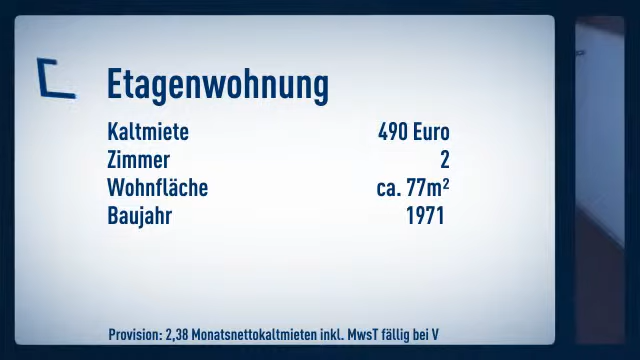 Etagenwohnung
Kaltmiete 490 Euro
Zimmer 2
Wohnfläche ca. 77m²
Baujahr 1971
Provision: 2,38 Monatsnettokaltmieten inkl. MwsT fällig bei V